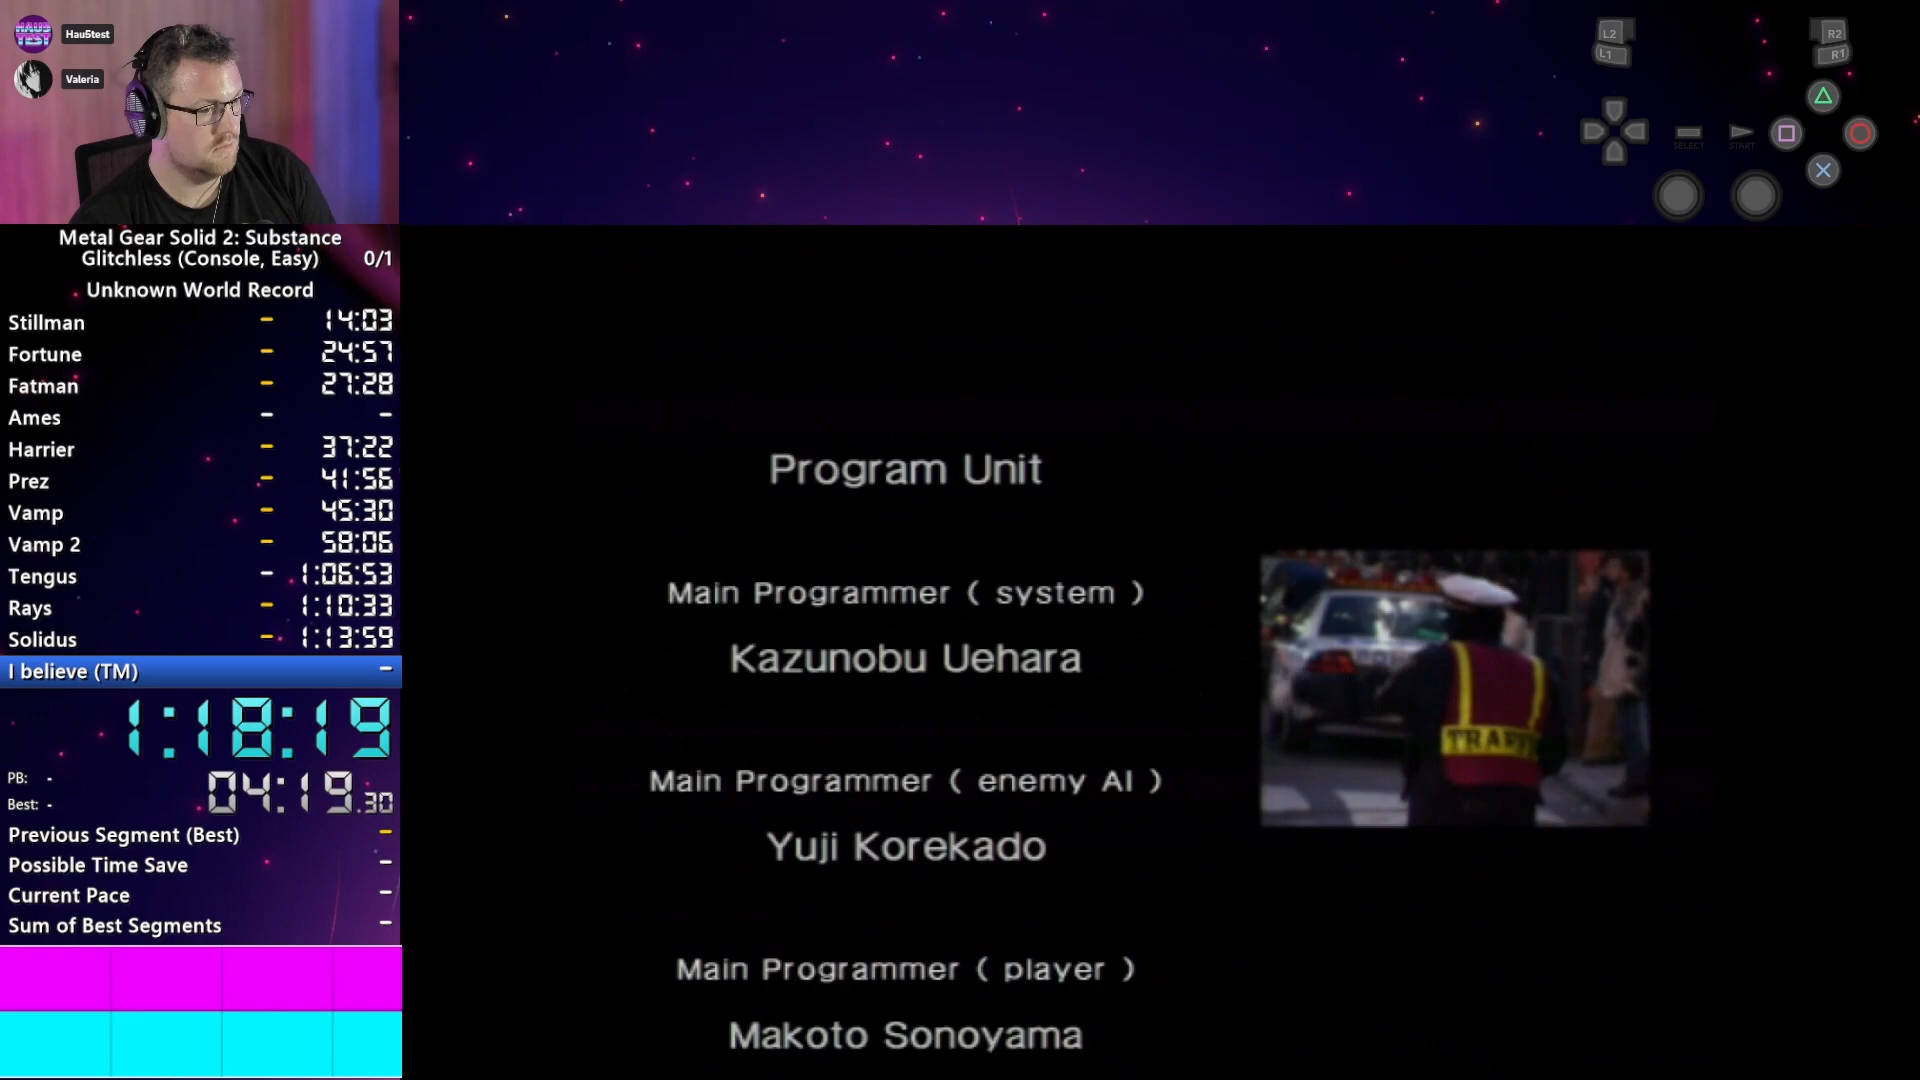 HAUS
TEST
Hau5test
Valeria
L2
L1
R2
R1
SELECT
START
Metal Gear Solid 2: Substance
Glitchless (Console, Easy) 0/1
Unknown World Record
Stillman - 14:03
Fortune - 24:57
Fatman - 27:28
Ames - -
Harrier - 37:22
Prez - 41:56
Vamp - 45:30
Vamp 2 - 58:06
Tengus - 1:06:53
Rays - 1:10:33
Solidus - 1:13:59
I believe (TM) -
1:18:19
PB: -
Best: -
04:19.30
Previous Segment (Best) -
Possible Time Save -
Current Pace -
Sum of Best Segments -
Program Unit
Main Programmer ( system )
Kazunobu Uehara
Main Programmer ( enemy AI )
Yuji Korekado
Main Programmer ( player )
Makoto Sonoyama
TRAFFIC